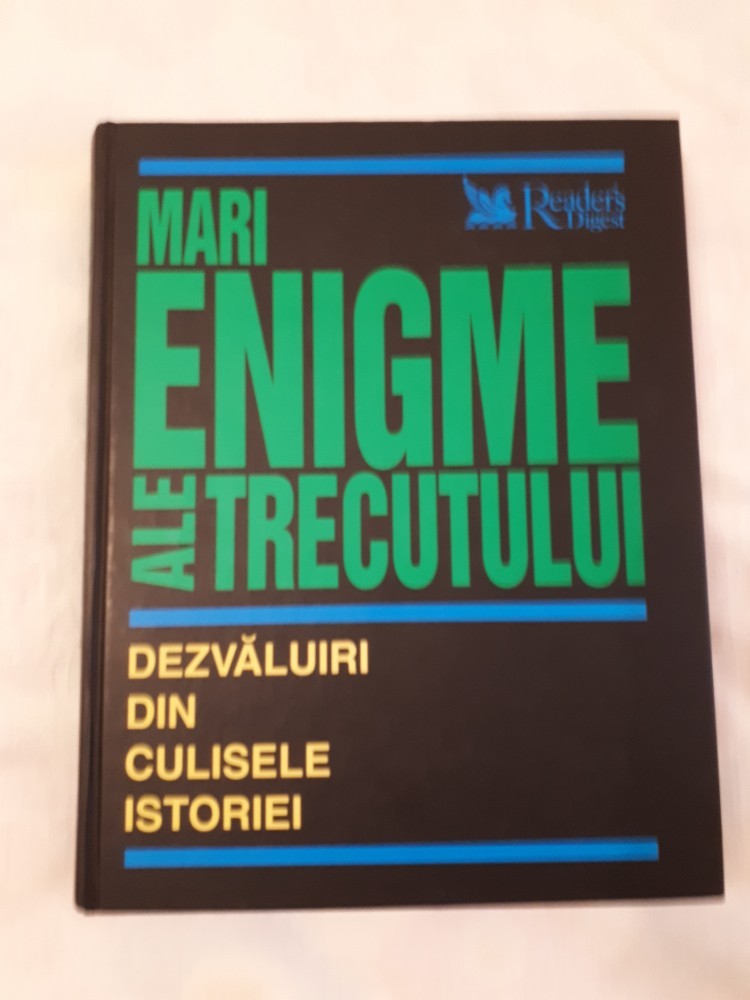 MARI
Reader's
Digest
ENIGME
ALE TRECUTULUI
DEZVĂLUIRI
DIN
CULISELE
ISTORIEI